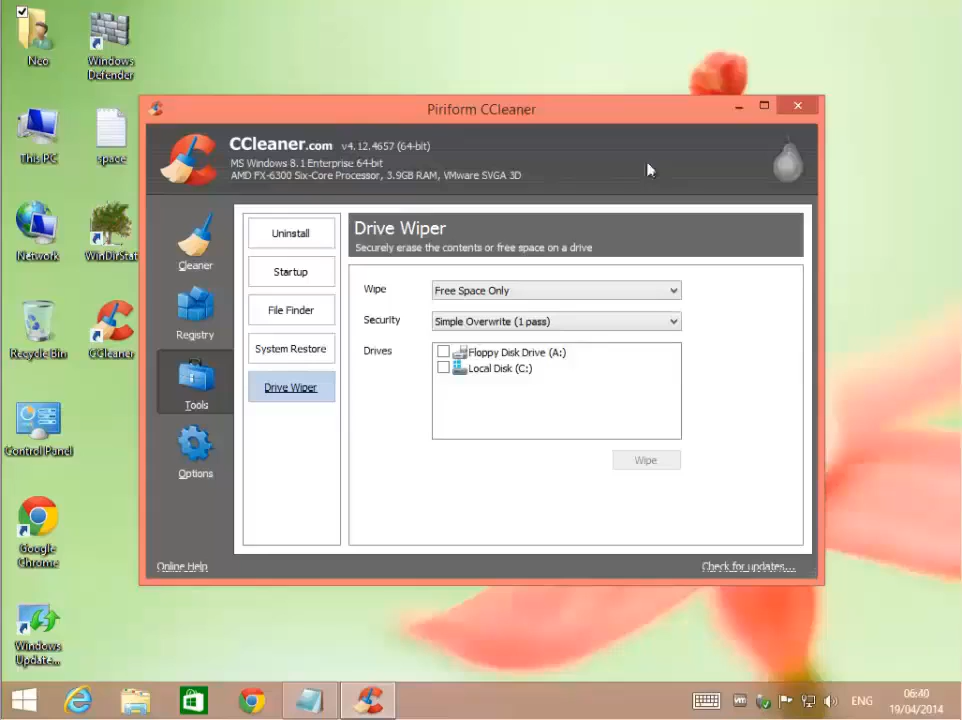 Neo
Windows
Defender
This PC
space
Network
WinDirStat
Recycle Bin
CCleaner
Control Panel
Google
Chrome
Windows
Update...
Piriform CCleaner
CCleaner.com v4.12.4657 (64-bit)
MS Windows 8.1 Enterprise 64-bit
AMD FX-6300 Six-Core Processor, 3.9GB RAM, VMware SVGA 3D
Cleaner
Registry
Tools
Options
Uninstall
Startup
File Finder
System Restore
Drive Wiper
Drive Wiper
Securely erase the contents or free space on a drive
Wipe Free Space Only
Security Simple Overwrite (1 pass)
Drives Floppy Disk Drive (A:)
Local Disk (C:)
Wipe
Online Help
Check for updates...
ENG
06:40
19/04/2014